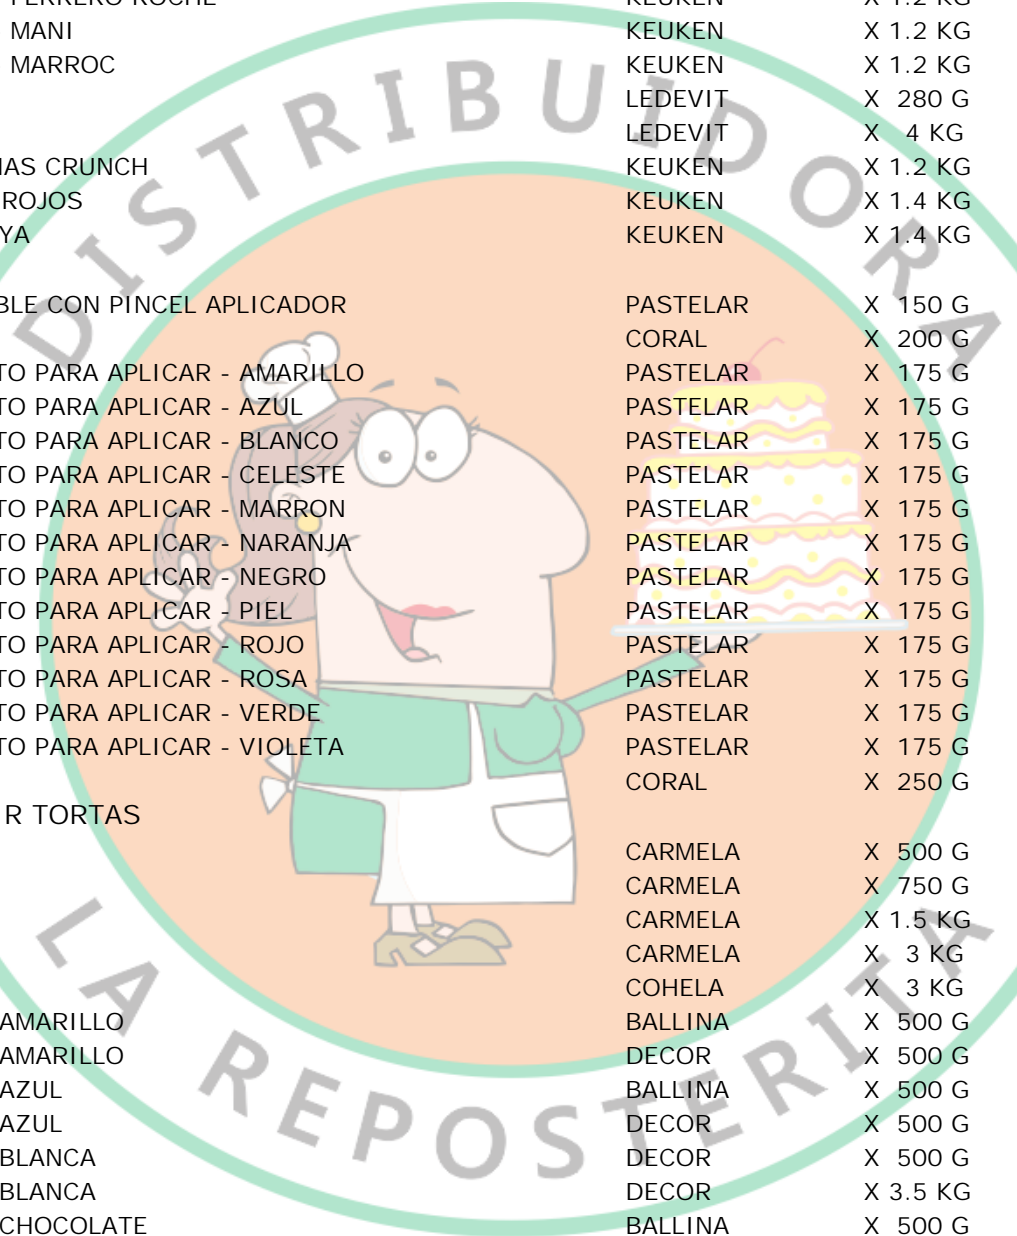 FERRERO ROCHE KEUKEN X 1.2 KG
MANI KEUKEN X 1.2 KG
MARROC KEUKEN X 1.2 KG
LEDEVIT X 280 G
LEDEVIT X 4 KG
NAS CRUNCH KEUKEN X 1.2 KG
ROJOS KEUKEN X 1.4 KG
YA KEUKEN X 1.4 KG
BLE CON PINCEL APLICADOR PASTELAR X 150 G
CORAL X 200 G
TO PARA APLICAR - AMARILLO PASTELAR X 175 G
TO PARA APLICAR - AZUL PASTELAR X 175 G
TO PARA APLICAR - BLANCO PASTELAR X 175 G
TO PARA APLICAR - CELESTE PASTELAR X 175 G
TO PARA APLICAR - MARRON PASTELAR X 175 G
TO PARA APLICAR - NARANJA PASTELAR X 175 G
TO PARA APLICAR - NEGRO PASTELAR X 175 G
TO PARA APLICAR - PIEL PASTELAR X 175 G
TO PARA APLICAR - ROJO PASTELAR X 175 G
TO PARA APLICAR - ROSA PASTELAR X 175 G
TO PARA APLICAR - VERDE PASTELAR X 175 G
TO PARA APLICAR - VIOLETA PASTELAR X 175 G
CORAL X 250 G
R TORTAS
CARMELA X 500 G
CARMELA X 750 G
CARMELA X 1.5 KG
CARMELA X 3 KG
COHELA X 3 KG
AMARILLO BALLINA X 500 G
AMARILLO DECOR X 500 G
AZUL BALLINA X 500 G
AZUL DECOR X 500 G
BLANCA DECOR X 500 G
BLANCA DECOR X 3.5 KG
CHOCOLATE BALLINA X 500 G
DISTRIBUIDORA
LA REPOSTERITA